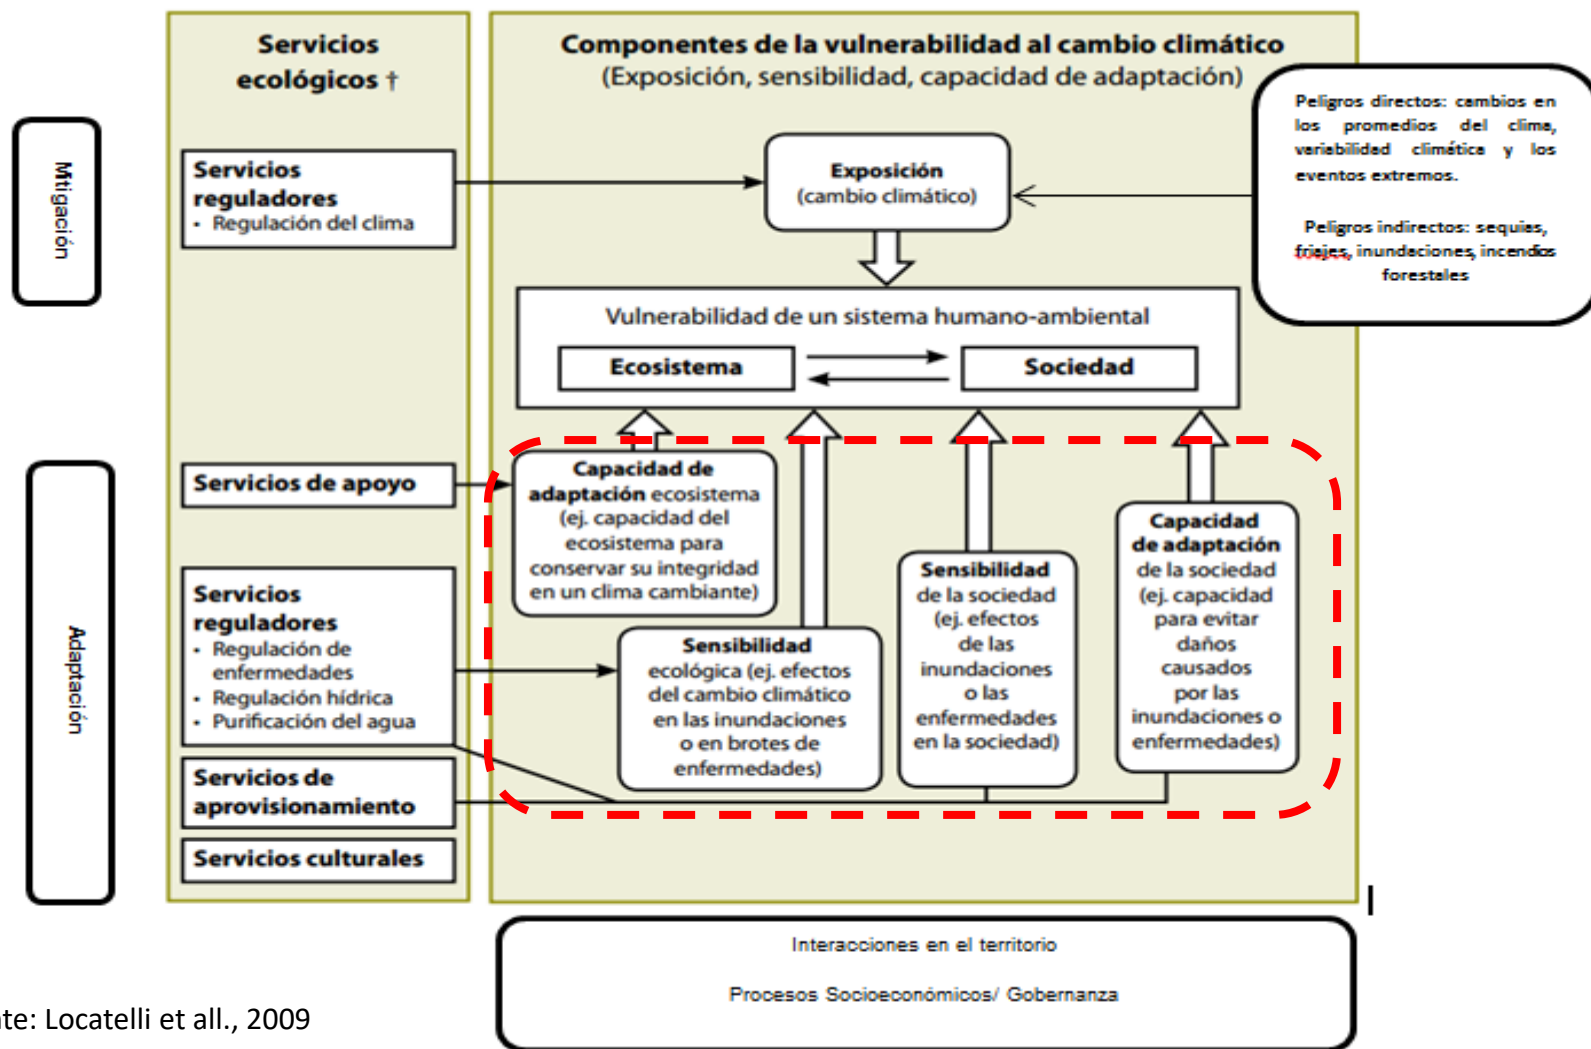 Servicios
ecológicos †
Componentes de la vulnerabilidad al cambio climático
(Exposición, sensibilidad, capacidad de adaptación)
Peligros directos: cambios en
los promedios del clima,
variabilidad climática y los
eventos extremos.
Peligros indirectos: sequias,
friajes, inundaciones, incendios
forestales
Mtigación
Servicios
reguladores
• Regulación del clima
Exposición
(cambio climático)
Vulnerabilidad de un sistema humano-ambiental
Ecosistema
Sociedad
Adaptación
Servicios de apoyo
Servicios
reguladores
• Regulación de
enfermedades
• Regulación hídrica
• Purificación del agua
Servicios de
aprovisionamiento
Servicios culturales
Capacidad de
adaptación ecosistema
(ej. capacidad del
ecosistema para
conservar su integridad
en un clima cambiante)
Sensibilidad
ecológica (ej. efectos
del cambio climático
en las inundaciones
o en brotes de
enfermedades)
Sensibilidad
de la sociedad
(ej. efectos
de las
inundaciones
o las
enfermedades
en la sociedad)
Capacidad
de adaptación
de la sociedad
(ej. capacidad
para evitar
daños
causados
por las
inundaciones o
enfermedades)
Interacciones en el territorio
Procesos Socioeconómicos/ Gobernanza
nte: Locatelli et all., 2009